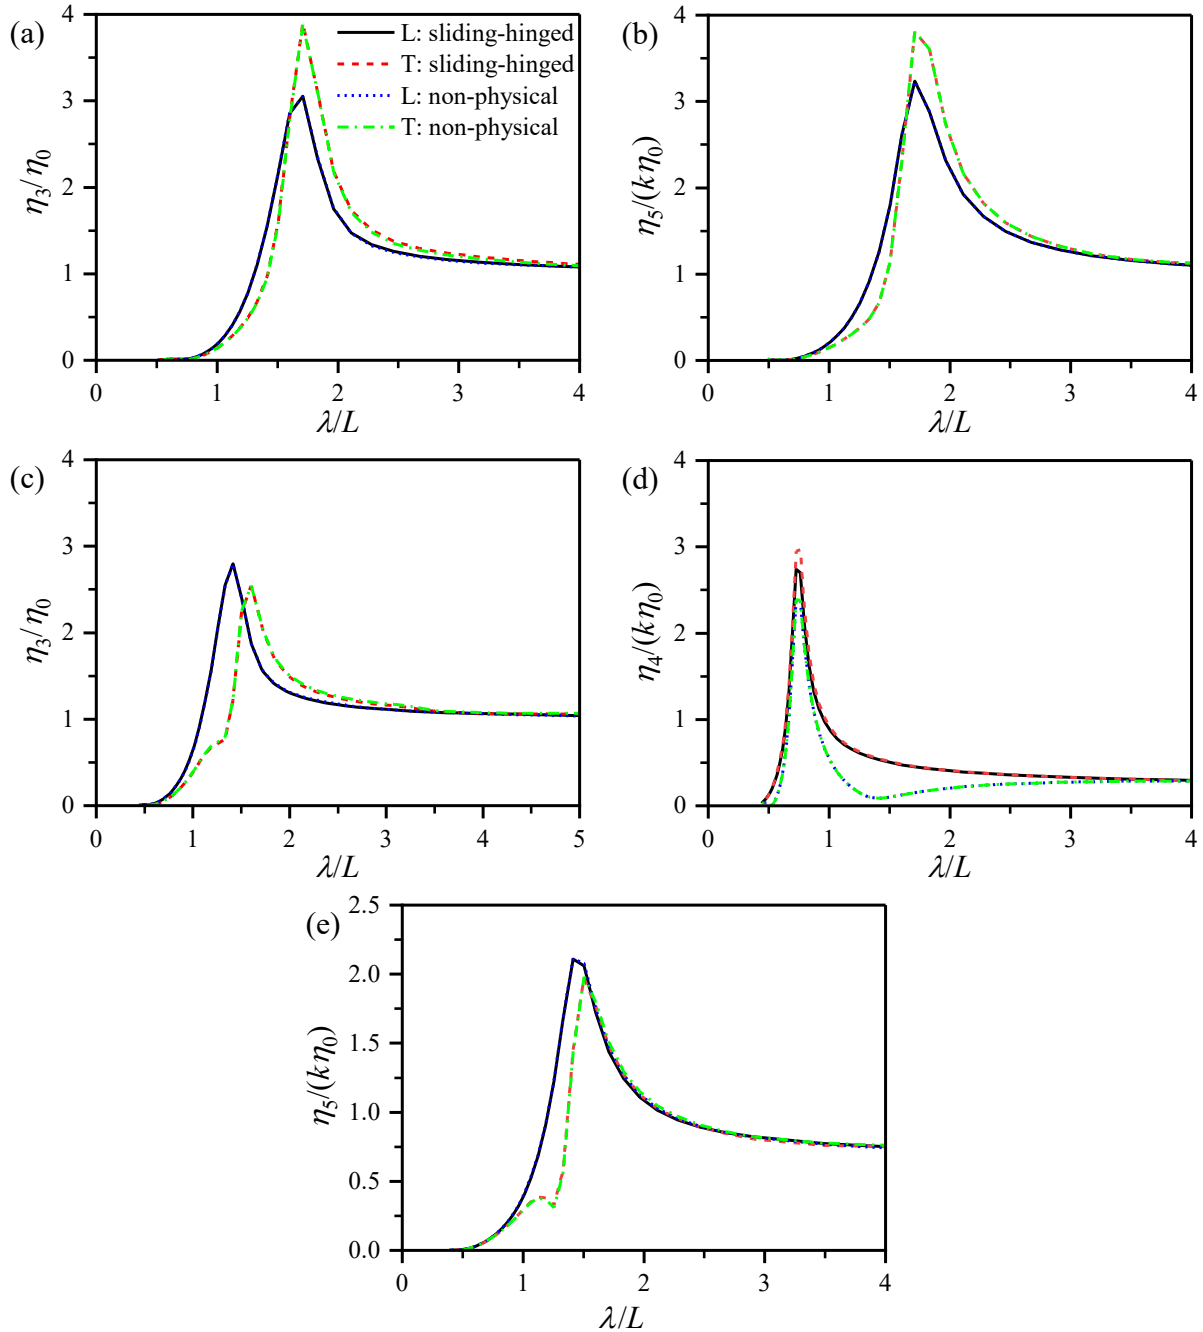 (a)
4
3
2
1
0
η3/η0
L: sliding-hinged
T: sliding-hinged
L: non-physical
T: non-physical
0 1 2 3 4
λ/L
(b)
4
3
2
1
0
η5/(kη0)
0 1 2 3 4
λ/L
(c)
4
3
2
1
0
η3/η0
0 1 2 3 4 5
λ/L
(d)
4
3
2
1
0
η4/(kη0)
0 1 2 3 4
λ/L
(e)
2.5
2.0
1.5
1.0
0.5
0.0
η5/(kη0)
0 1 2 3 4
λ/L